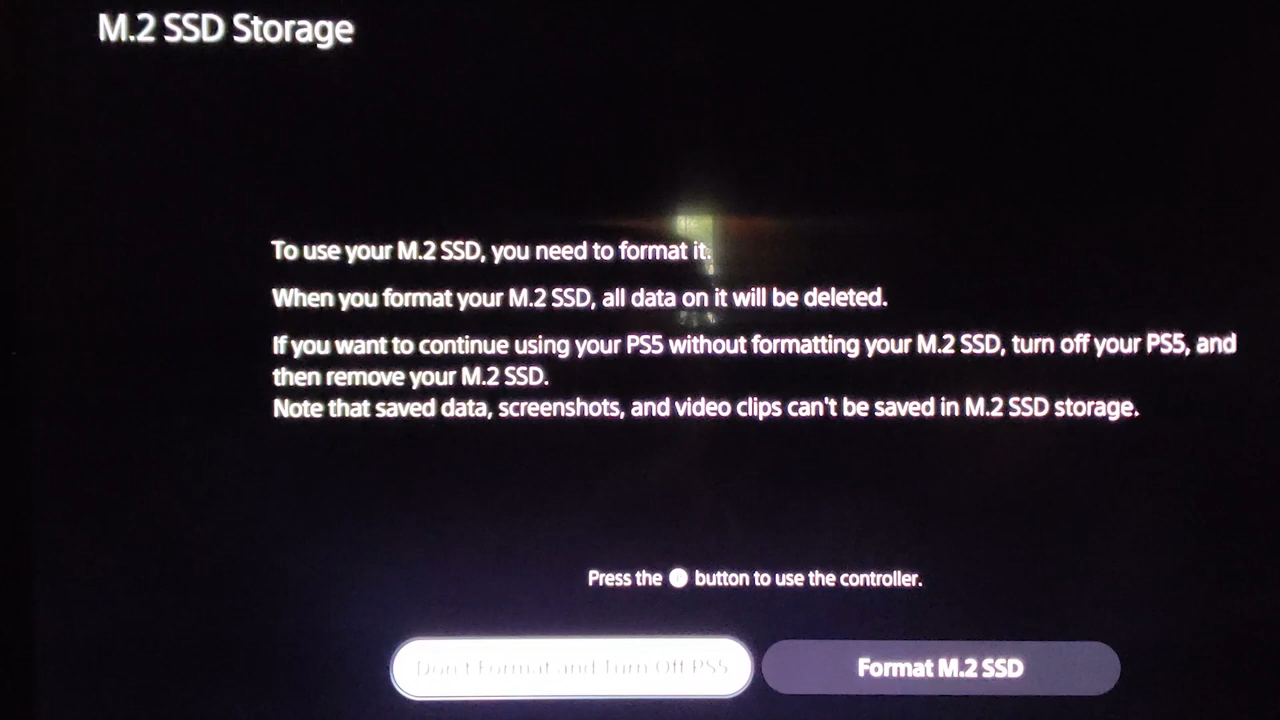 M.2 SSD Storage
To use your M.2 SSD, you need to format it.
When you format your M.2 SSD, all data on it will be deleted.
If you want to continue using your PS5 without formatting your M.2 SSD, turn off your PS5, and
then remove your M.2 SSD.
Note that saved data, screenshots, and video clips can't be saved in M.2 SSD storage.
Press the button to use the controller.
Don't Format and Turn Off PS5
Format M.2 SSD